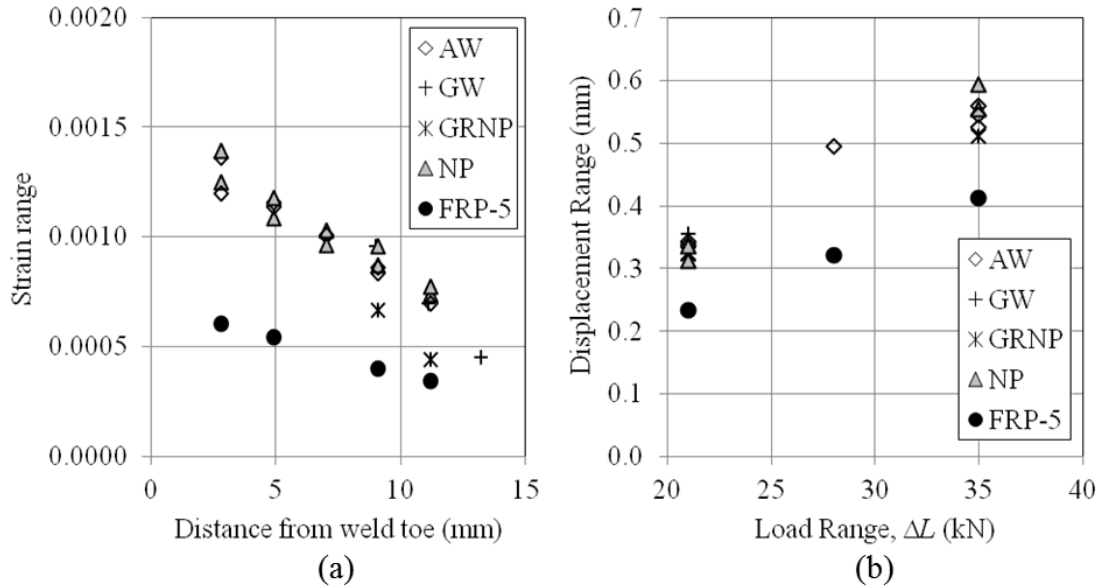 0.0020
0.0015
0.0010
0.0005
0.0000
Strain range
AW
GW
GRNP
NP
FRP-5
0 5 10 15
Distance from weld toe (mm)
(a)
0.7
0.6
0.5
0.4
0.3
0.2
0.1
0.0
Displacement Range (mm)
AW
GW
GRNP
NP
FRP-5
20 25 30 35 40
Load Range, ΔL (kN)
(b)